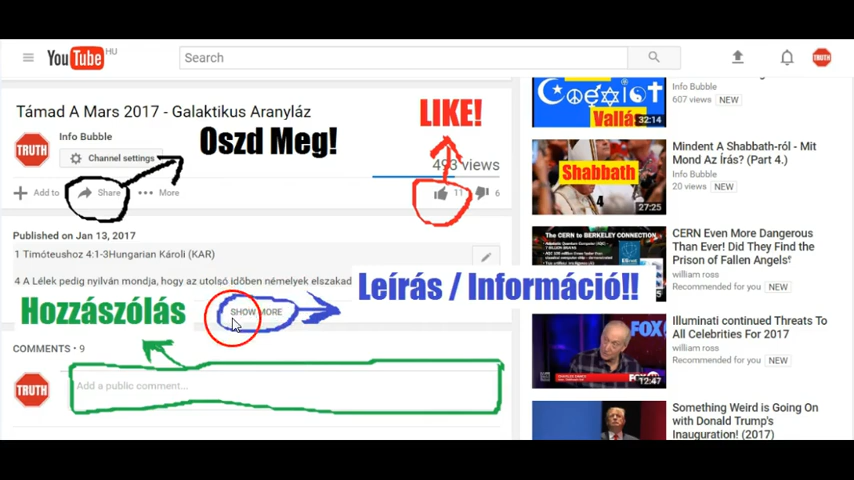 YouTube HU
Search
Támad A Mars 2017 - Galaktikus Aranyláz
Info Bubble
TRUTH
Channel settings
Oszd Meg!
LIKE!
493 views
Add to
Share
More
11
6
Published on Jan 13, 2017
1 Timóteushoz 4:1-3Hungarian Károli (KAR)
4 A Lélek pedig nyilván mondja, hogy az utolsó időben némelyek elszakad
Leírás / Információ!!
Hozzászólás
SHOW MORE
COMMENTS • 9
TRUTH
Add a public comment...
TRUTH
Vallás
32:14
Info Bubble
607 views NEW
Shabbath
4
27:25
Mindent A Shabbath-ról - Mit
Mond Az Írás? (Part 4.)
Info Bubble
20 views NEW
The CERN to BERKELEY CONNECTION
CERN Even More Dangerous
Than Ever! Did They Find the
Prison of Fallen Angels'
william ross
Recommended for you NEW
FOX
12:47
Illuminati continued Threats To
All Celebrities For 2017
william ross
Recommended for you NEW
Something Weird is Going On
with Donald Trump's
Inauguration! (2017)